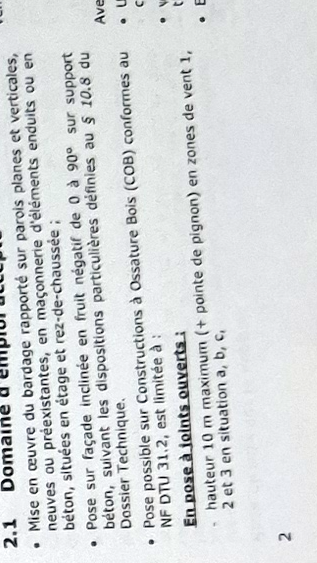 2.1 Domaine d'emploi accepté
• Mise en œuvre du bardage rapporté sur parois planes et verticales,
neuves ou préexistantes, en maçonnerie d'éléments enduits ou en
béton, situées en étage et rez-de-chaussée ;
• Pose sur façade inclinée en fruit négatif de 0 à 90° sur support
béton, suivant les dispositions particulières définies au § 10.8 du
Dossier Technique.
• Pose possible sur Constructions à Ossature Bois (COB) conformes au
NF DTU 31.2, est limitée à :
En pose à joints ouverts :
- hauteur 10 m maximum (+ pointe de pignon) en zones de vent 1,
2 et 3 en situation a, b, c,
2
Ave
•
•
•